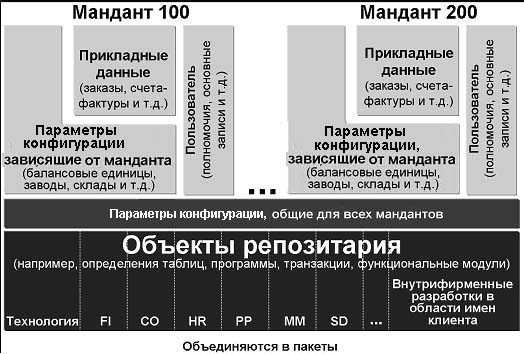 Мандант 100
Мандант 200
Прикладные
данные
(заказы, счета-
фактуры и т.д.)
Пользователь
(полномочия, основные
записи и т.д.)
Параметры
конфигурации
зависящие от манданта
(балансовые единицы,
заводы, склады и т.д.)
...
Прикладные
данные
(заказы, счета-
фактуры и т.д.)
Пользователь
(полномочия, основные
записи и т.д.)
Параметры
конфигурации,
зависящие от манданта
(балансовые единицы,
заводы, склады и т.д.)
Параметры конфигурации, общие для всех мандантов
Объекты репозитария
(например, определения таблиц, программы, транзакции, функциональные модули)
Технология
FI
CO
HR
PP
MM
SD
...
Внутрифирменные
разработки в
области имен
клиента
Объединяются в пакеты